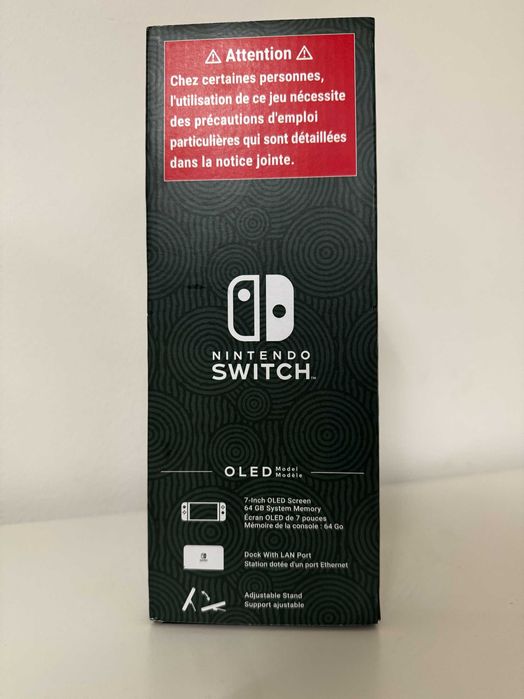 ⚠ Attention ⚠
Chez certaines personnes,
l'utilisation de ce jeu nécessite
des précautions d'emploi
particulières qui sont détaillées
dans la notice jointe.
NINTENDO
SWITCH™
OLED Model
Modèle
7-Inch OLED Screen
64 GB System Memory
Écran OLED de 7 pouces
Mémoire de la console : 64 Go
Dock With LAN Port
Station dotée d'un port Ethernet
Adjustable Stand
Support ajustable